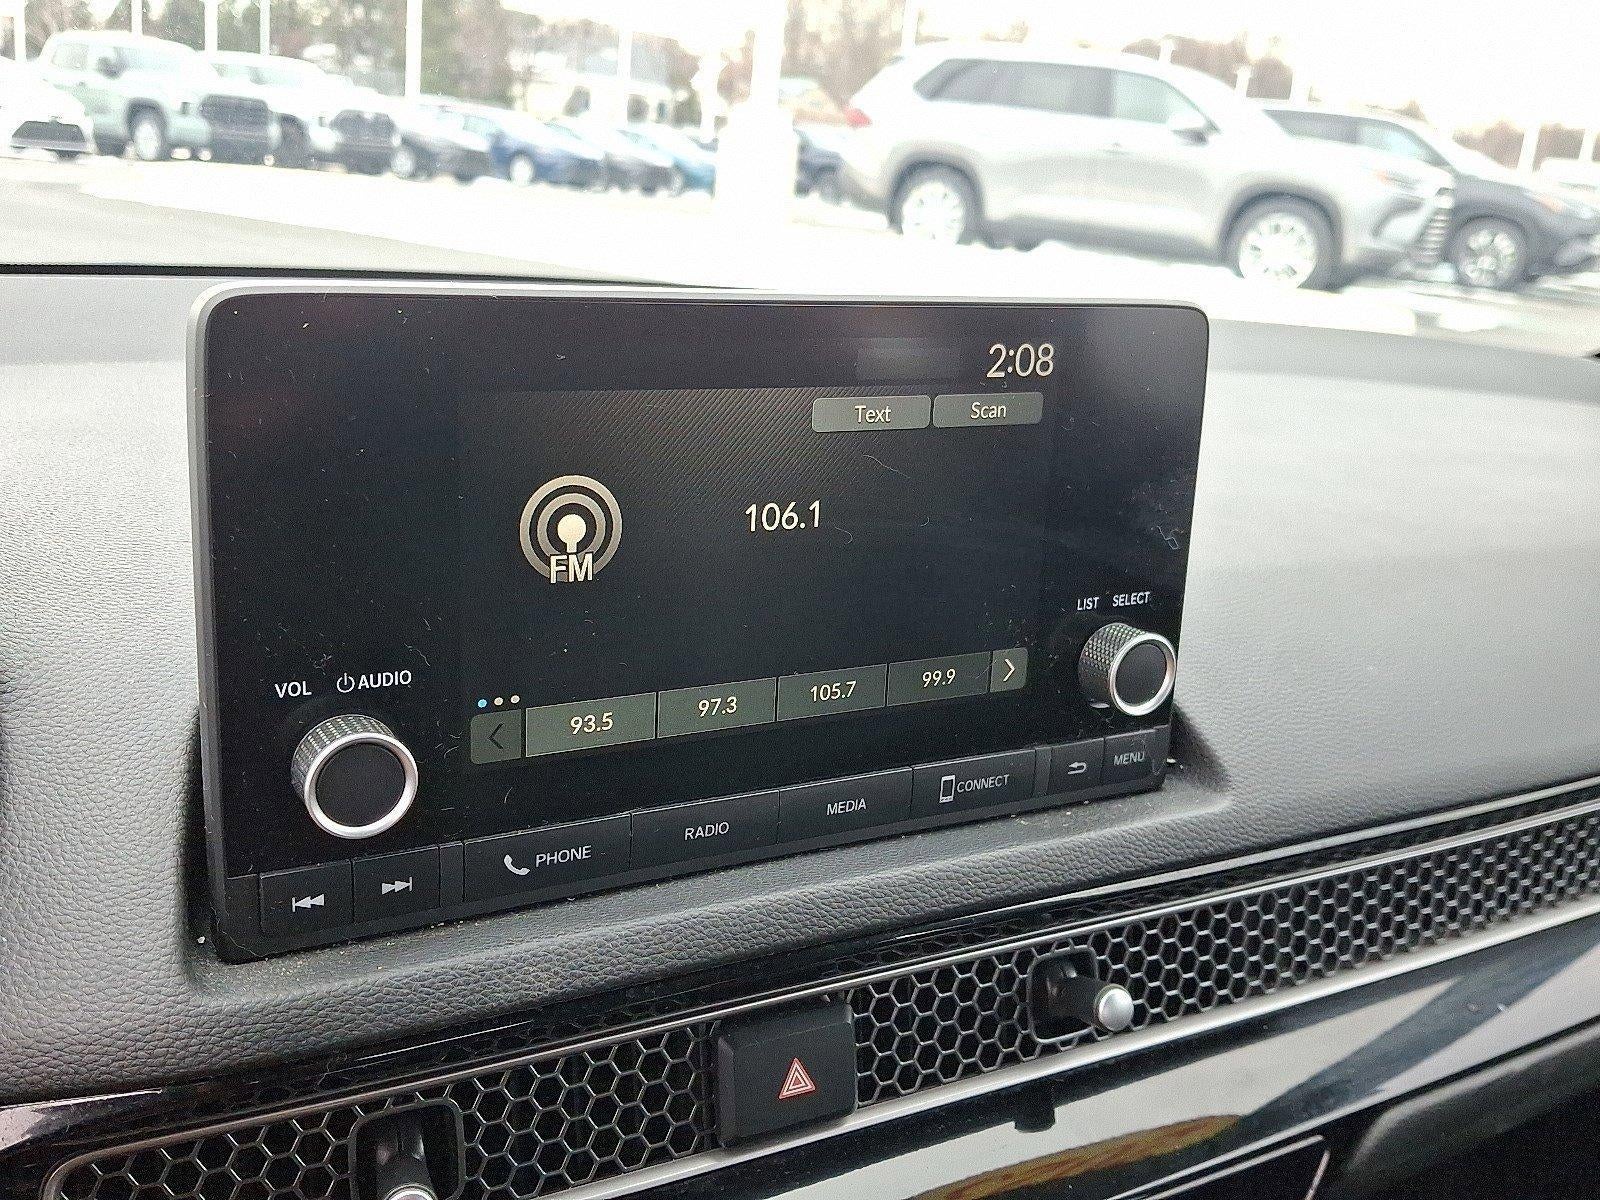 2:08
Text Scan
106.1
FM
LIST SELECT
VOL AUDIO
93.5 97.3 105.7 99.9
PHONE RADIO MEDIA CONNECT MENU